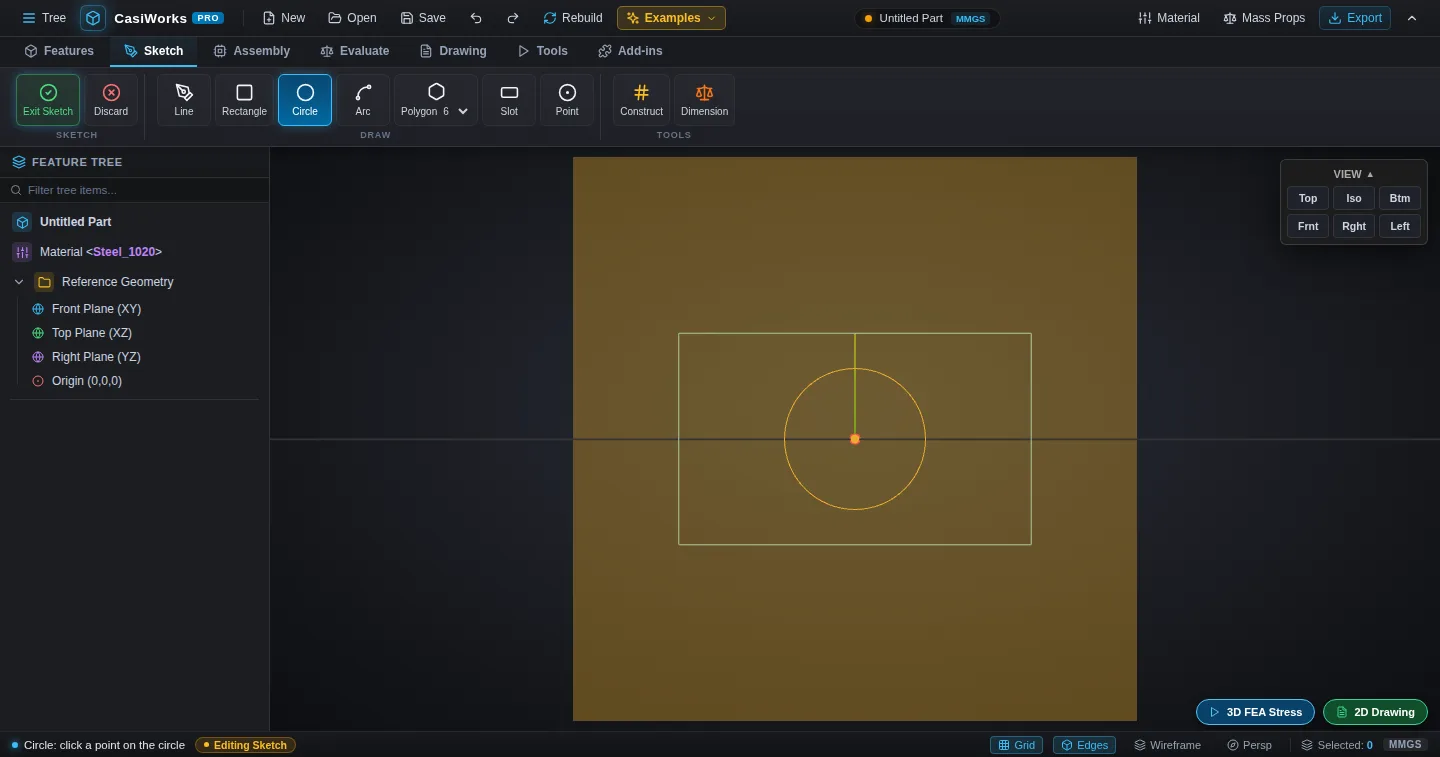 Tree CasiWorks PRO New Open Save Rebuild Examples Untitled Part MMGS Material Mass Props Export
Features Sketch Assembly Evaluate Drawing Tools Add-ins
Exit Sketch Discard Line Rectangle Circle Arc Polygon 6 Slot Point Construct Dimension
SKETCH DRAW TOOLS
FEATURE TREE
Filter tree items...
Untitled Part
Material <Steel_1020>
Reference Geometry
Front Plane (XY)
Top Plane (XZ)
Right Plane (YZ)
Origin (0,0,0)
VIEW ▲
Top Iso Btm
Frnt Rght Left
3D FEA Stress 2D Drawing
Circle: click a point on the circle Editing Sketch Grid Edges Wireframe Persp Selected: 0 MMGS